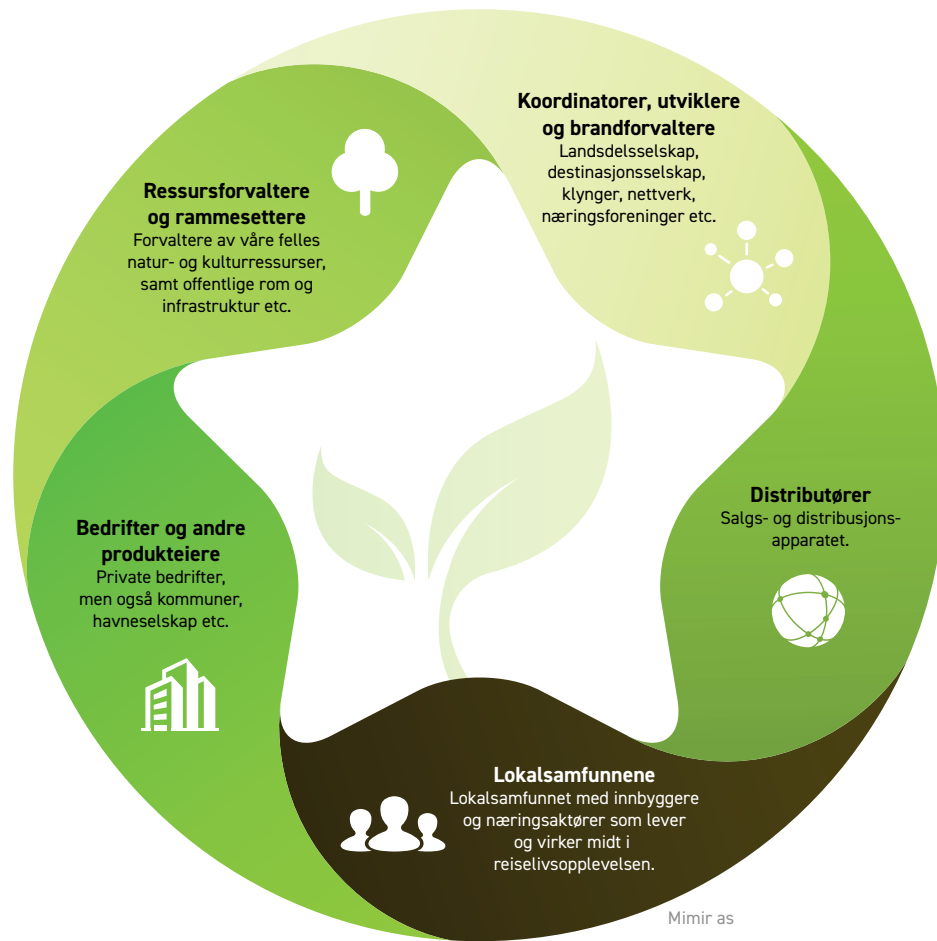 Koordinatorer, utviklere
og brandforvaltere
Landsdelsselskap,
destinasjonsselskap,
klynger, nettverk,
næringsforeninger etc.
Ressursforvaltere
og rammesettere
Forvaltere av våre felles
natur- og kulturressurser,
samt offentlige rom og
infrastruktur etc.
Distributører
Salgs- og distribusjons-
apparatet.
Bedrifter og andre
produkteiere
Private bedrifter,
men også kommuner,
havneselskap etc.
Lokalsamfunnene
Lokalsamfunnet med innbyggere
og næringsaktører som lever
og virker midt i
reiselivsopplevelsen.
Mimir as